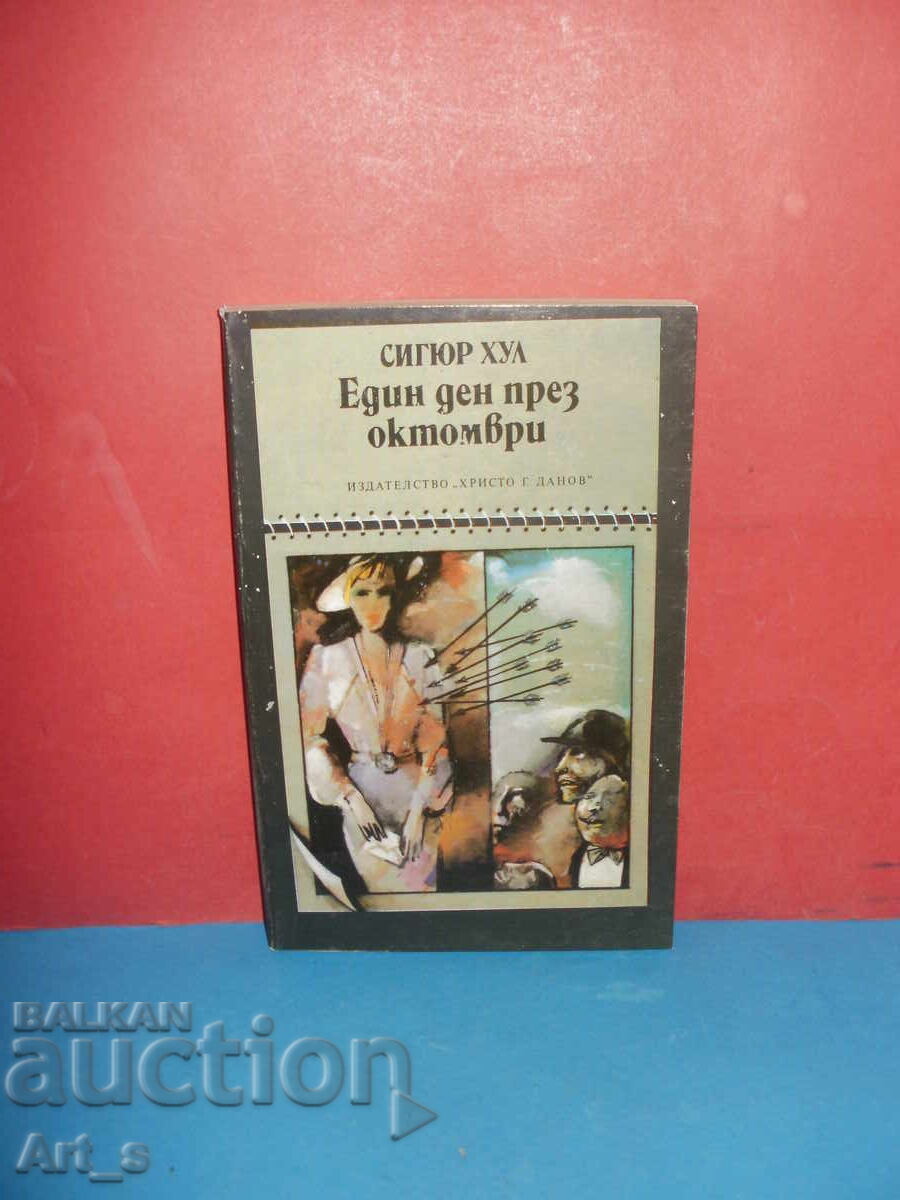 СИГЮР ХУЛ
Един ден през
октомври
ИЗДАТЕЛСТВО „ХРИСТО Г. ДАНОВ"
BALKAN
auction
Art_s